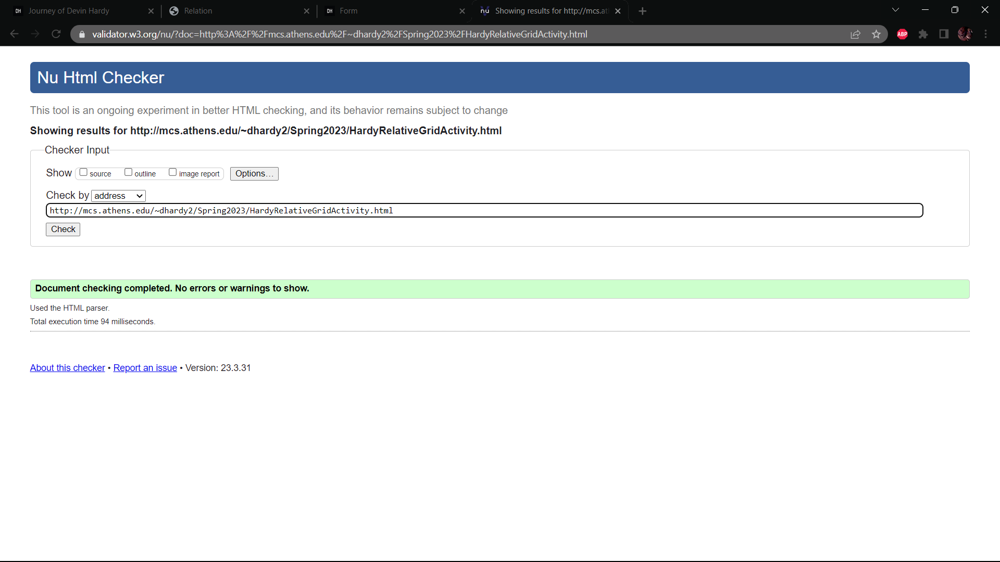 DH Journey of Devin Hardy
Relation
DH Form
nu Showing results for http://mcs.at
validator.w3.org/nu/?doc=http%3A%2F%2Fmcs.athens.edu%2F~dhardy2%2FSpring2023%2FHardyRelativeGridActivity.html
ABP
Nu Html Checker
This tool is an ongoing experiment in better HTML checking, and its behavior remains subject to change
Showing results for http://mcs.athens.edu/~dhardy2/Spring2023/HardyRelativeGridActivity.html
Checker Input
Show source outline image report Options…
Check by address
http://mcs.athens.edu/~dhardy2/Spring2023/HardyRelativeGridActivity.html
Check
Document checking completed. No errors or warnings to show.
Used the HTML parser.
Total execution time 94 milliseconds.
About this checker • Report an issue • Version: 23.3.31